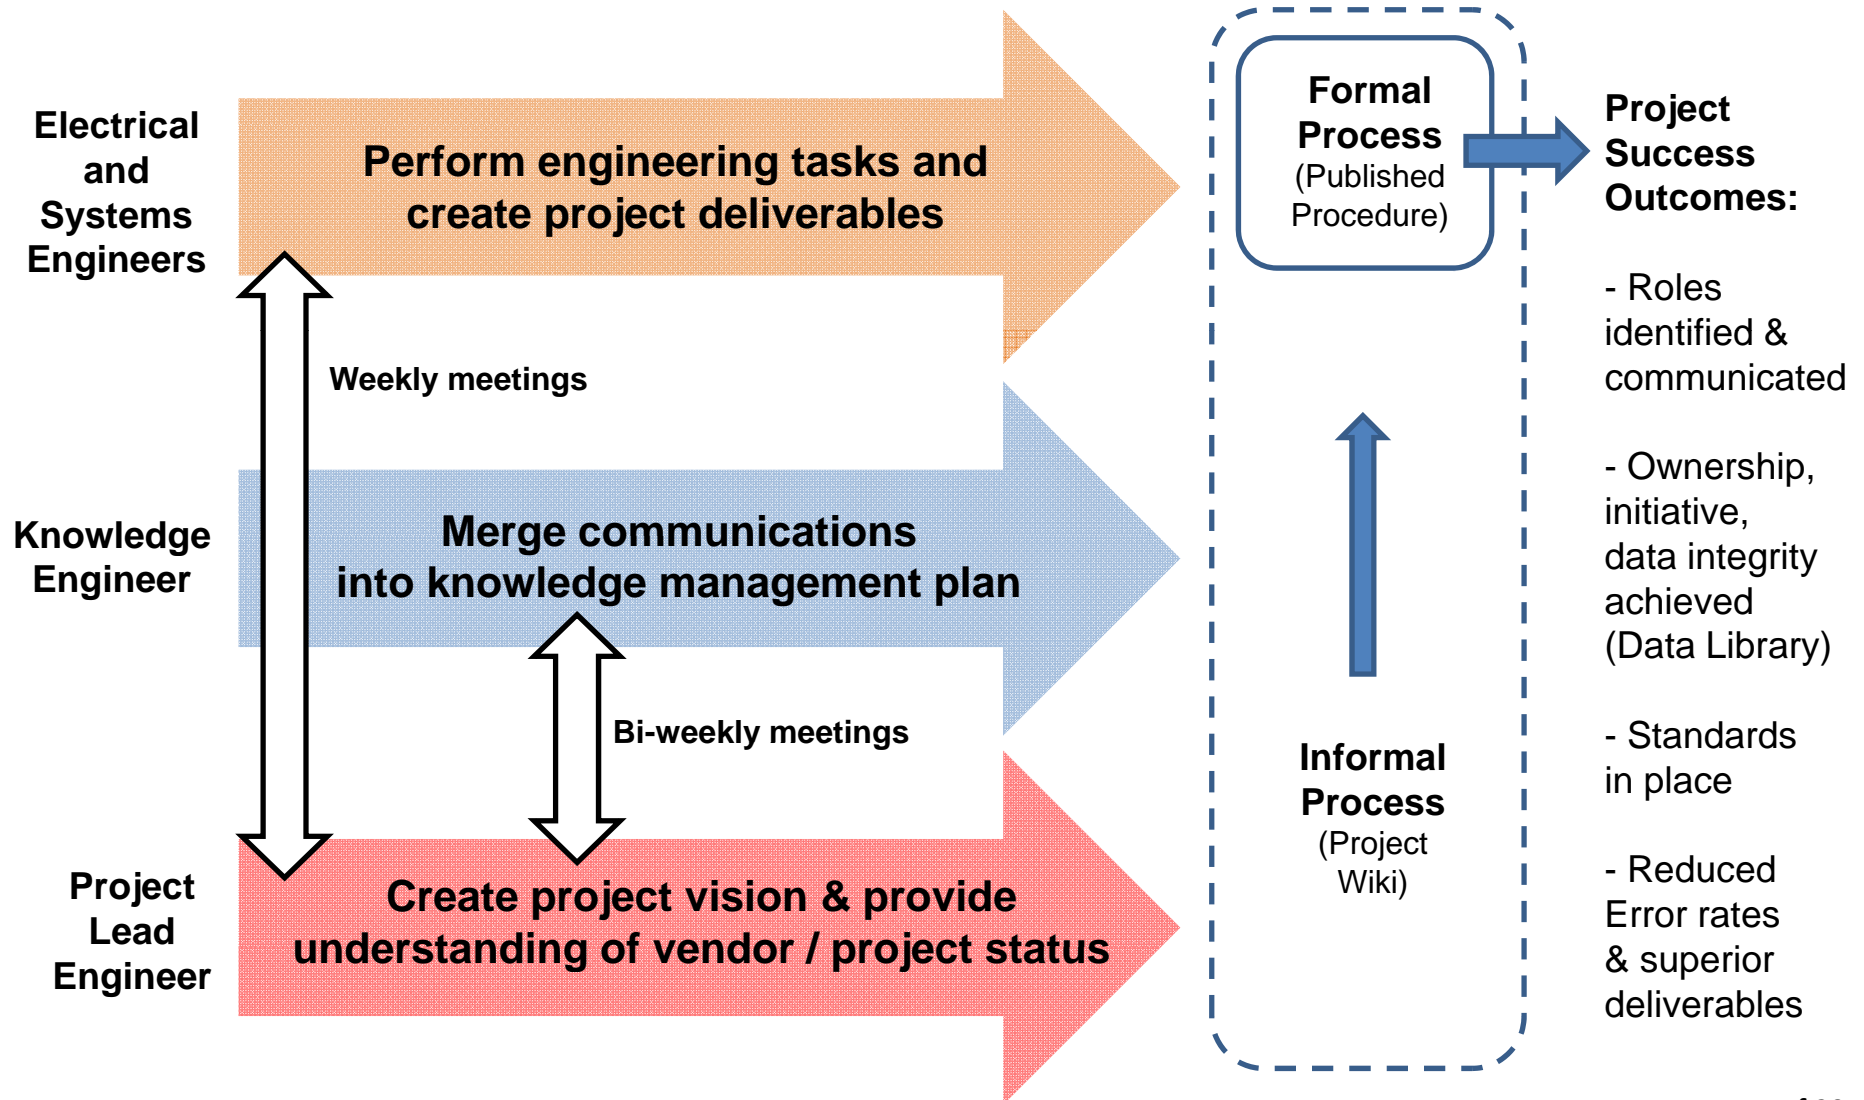 Electrical
and
Systems
Engineers
Perform engineering tasks and
create project deliverables
Weekly meetings
Knowledge
Engineer
Merge communications
into knowledge management plan
Bi-weekly meetings
Project
Lead
Engineer
Create project vision & provide
understanding of vendor / project status
Formal
Process
(Published
Procedure)
Informal
Process
(Project
Wiki)
Project
Success
Outcomes:
- Roles
identified &
communicated
- Ownership,
initiative,
data integrity
achieved
(Data Library)
- Standards
in place
- Reduced
Error rates
& superior
deliverables